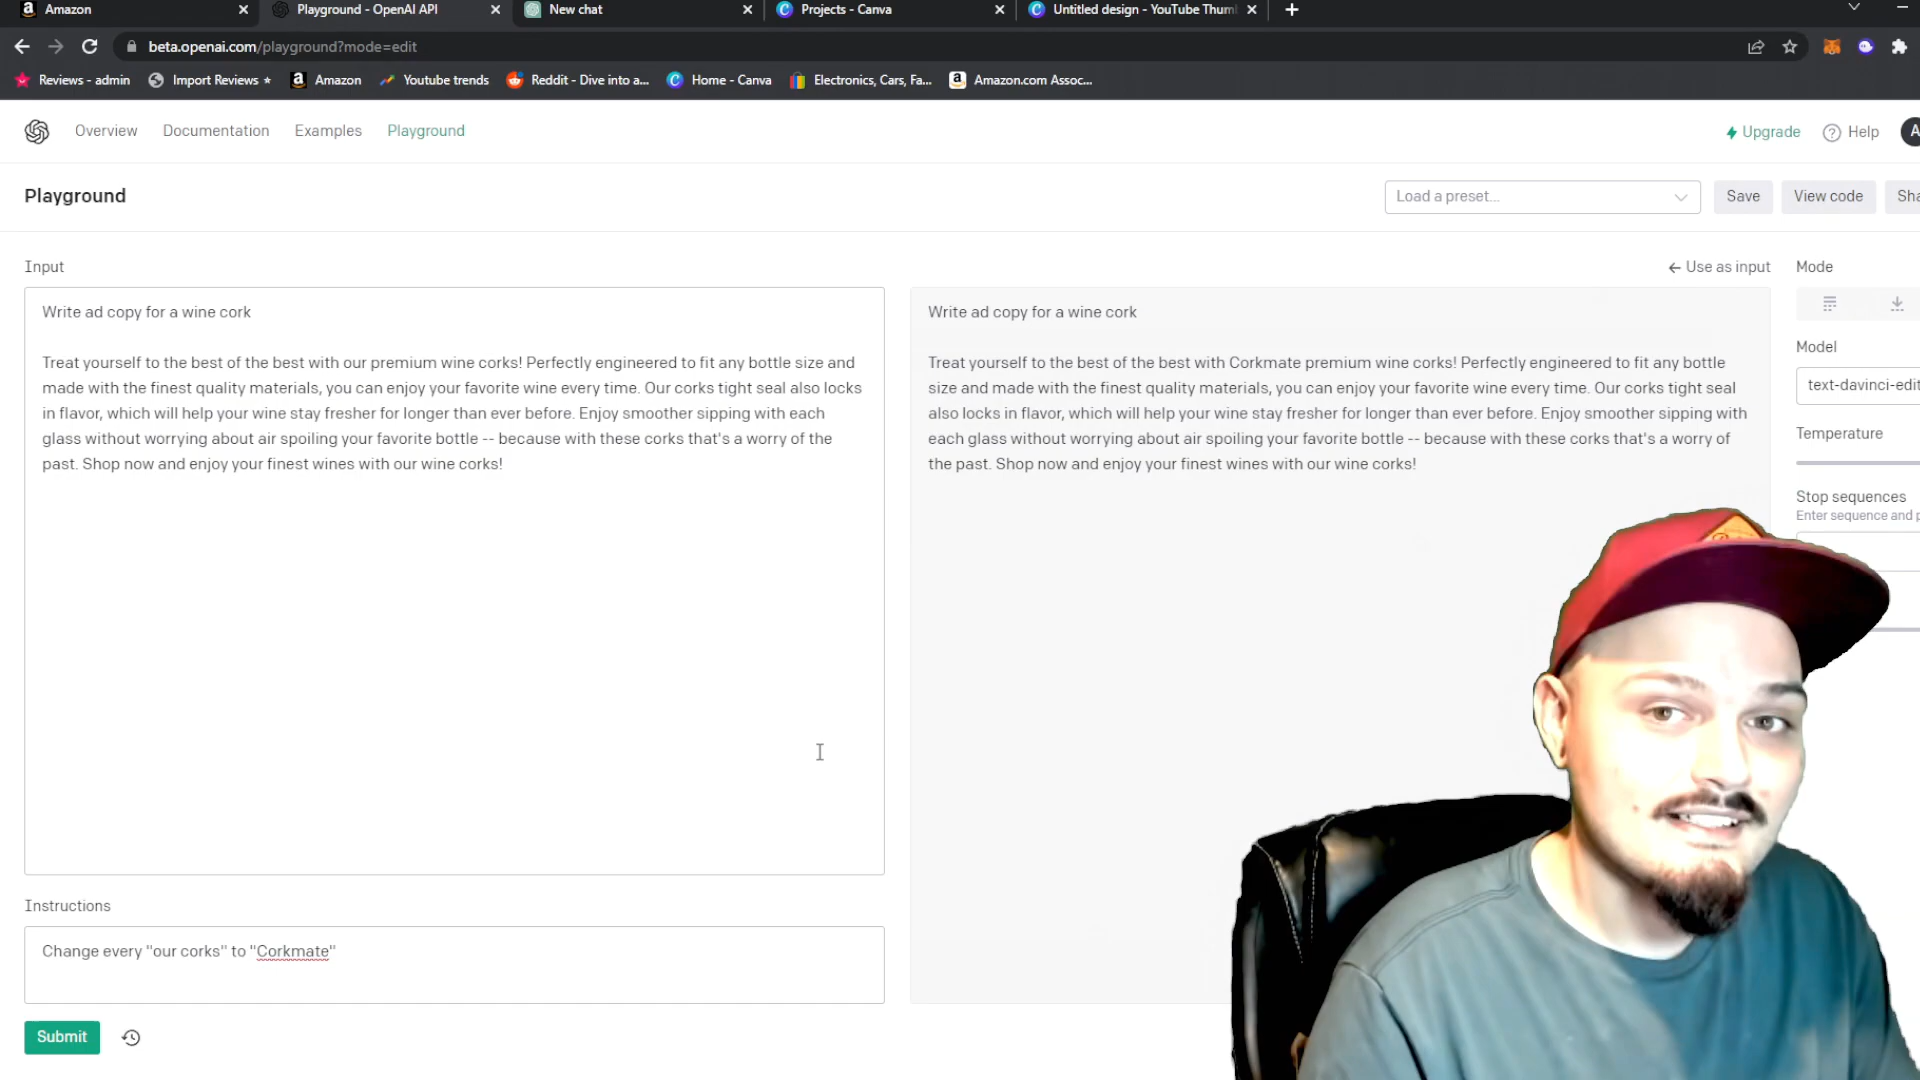 Amazon
Playground - OpenAI API
New chat
Projects - Canva
Untitled design - YouTube Thum
beta.openai.com/playground?mode=edit
Reviews - admin
Import Reviews ★
Amazon
Youtube trends
Reddit - Dive into a...
Home - Canva
Electronics, Cars, Fa...
Amazon.com Assoc...
Overview
Documentation
Examples
Playground
Upgrade
Help
A
Playground
Load a preset...
Save
View code
Sha
Input
Use as input
Mode
Write ad copy for a wine cork
Treat yourself to the best of the best with our premium wine corks! Perfectly engineered to fit any bottle size and
made with the finest quality materials, you can enjoy your favorite wine every time. Our corks tight seal also locks
in flavor, which will help your wine stay fresher for longer than ever before. Enjoy smoother sipping with each
glass without worrying about air spoiling your favorite bottle -- because with these corks that's a worry of the
past. Shop now and enjoy your finest wines with our wine corks!
Write ad copy for a wine cork
Treat yourself to the best of the best with Corkmate premium wine corks! Perfectly engineered to fit any bottle
size and made with the finest quality materials, you can enjoy your favorite wine every time. Our corks tight seal
also locks in flavor, which will help your wine stay fresher for longer than ever before. Enjoy smoother sipping with
each glass without worrying about air spoiling your favorite bottle -- because with these corks that's a worry of
the past. Shop now and enjoy your finest wines with our wine corks!
Model
text-davinci-edit
Temperature
Stop sequences
Enter sequence and p
Instructions
Change every "our corks" to "Corkmate"
Submit